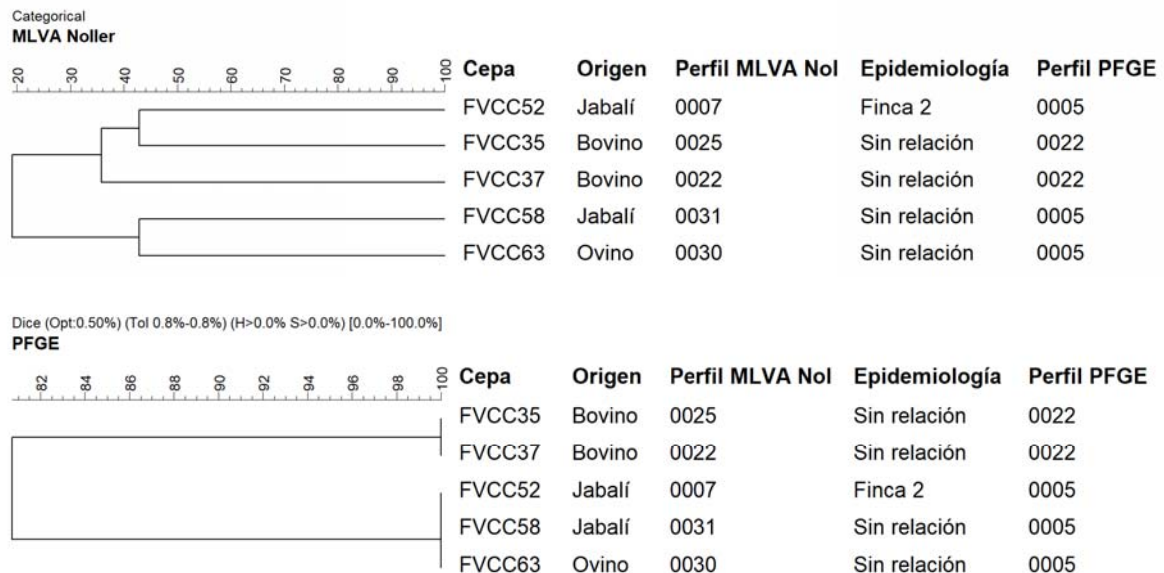 Categorical
MLVA Noller
20 30 40 50 60 70 80 90 100 Cepa Origen Perfil MLVA Nol Epidemiología Perfil PFGE
FVCC52 Jabalí 0007 Finca 2 0005
FVCC35 Bovino 0025 Sin relación 0022
FVCC37 Bovino 0022 Sin relación 0022
FVCC58 Jabalí 0031 Sin relación 0005
FVCC63 Ovino 0030 Sin relación 0005
Dice (Opt:0.50%) (Tol 0.8%-0.8%) (H>0.0% S>0.0%) [0.0%-100.0%]
PFGE
82 84 86 88 90 92 94 96 98 100 Cepa Origen Perfil MLVA Nol Epidemiología Perfil PFGE
FVCC35 Bovino 0025 Sin relación 0022
FVCC37 Bovino 0022 Sin relación 0022
FVCC52 Jabalí 0007 Finca 2 0005
FVCC58 Jabalí 0031 Sin relación 0005
FVCC63 Ovino 0030 Sin relación 0005